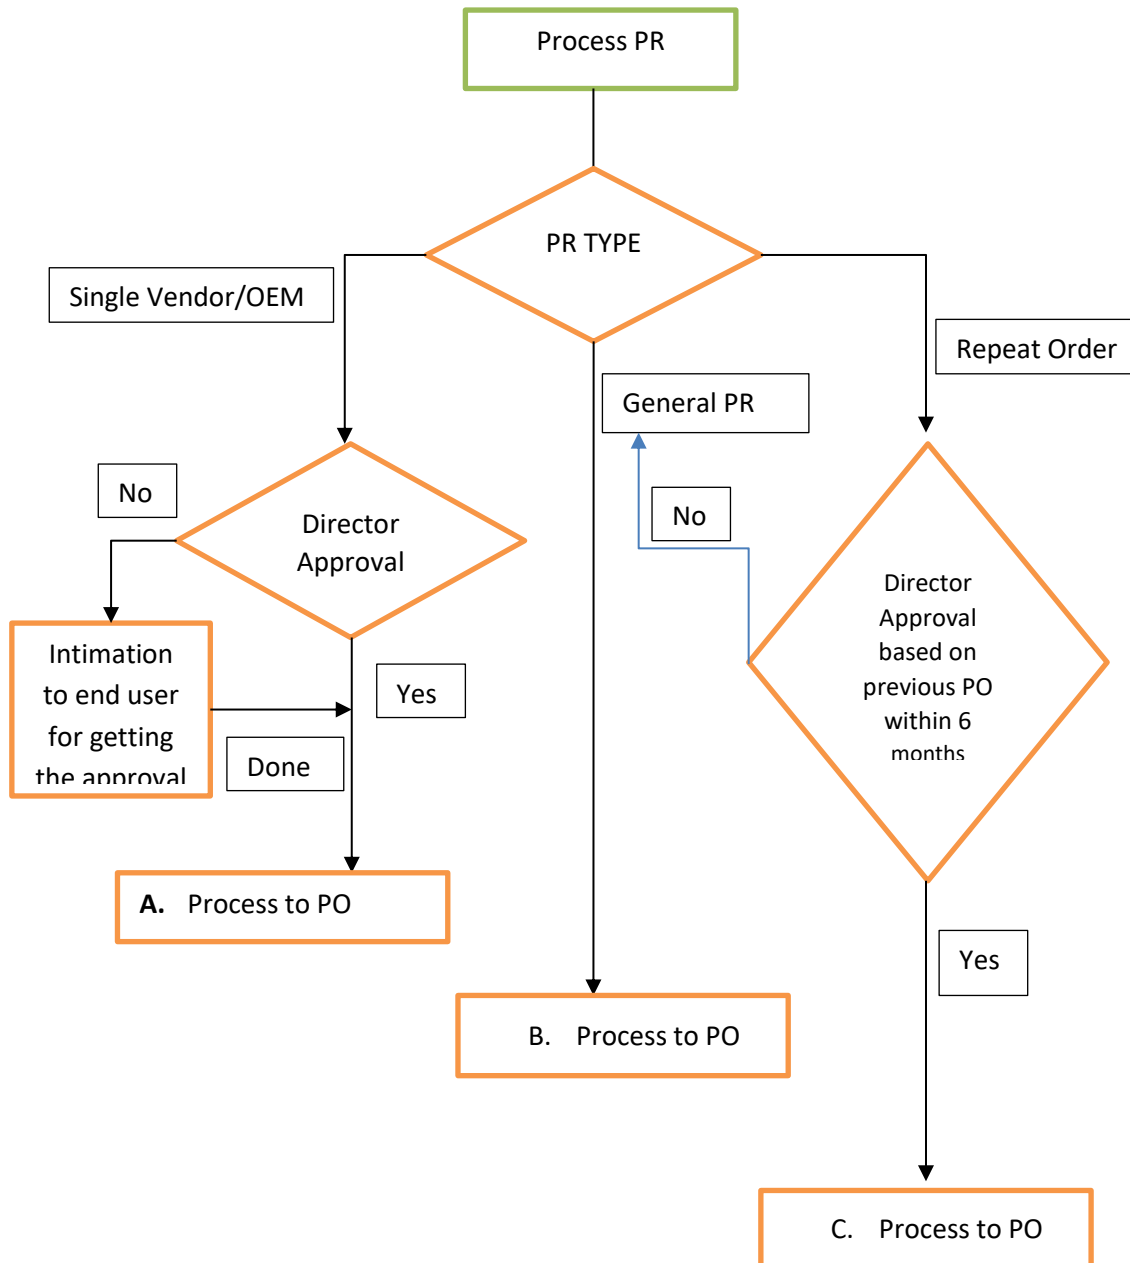 Process PR
PR TYPE
Single Vendor/OEM
Repeat Order
General PR
No
No
Director
Approval
Director
Approval
based on
previous PO
within 6
months
Intimation
to end user
for getting
the approval
Yes
Done
A. Process to PO
Yes
B. Process to PO
C. Process to PO